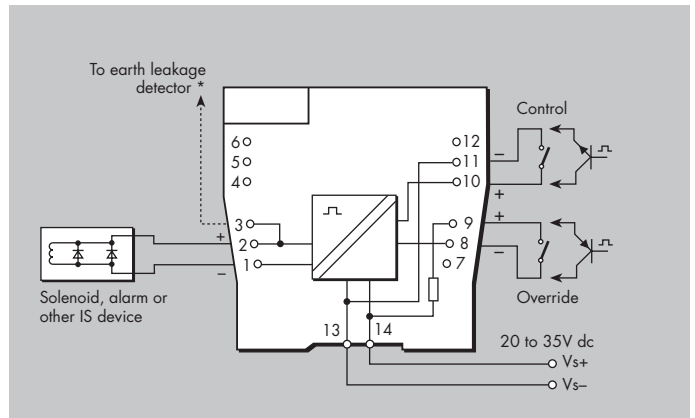 To earth leakage
detector *
Control
6
12
5
11
–
4
10
+
3
9
+
+
2
8
–
1
7
–
Solenoid, alarm or
other IS device
Override
13
14
20 to 35V dc
Vs+
Vs–